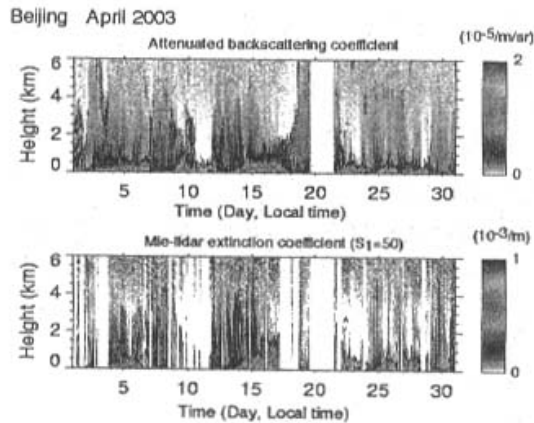 Beijing April 2003
Attenuated backscattering coefficient
(10-5/m/sr)
6
4
2
0
Height (km)
2
0
5 10 15 20 25 30
Time (Day, Local time)
Mie-lidar extinction coefficient (S1=50)
(10-3/m)
6
4
2
0
Height (km)
1
0
5 10 15 20 25 30
Time (Day, Local time)